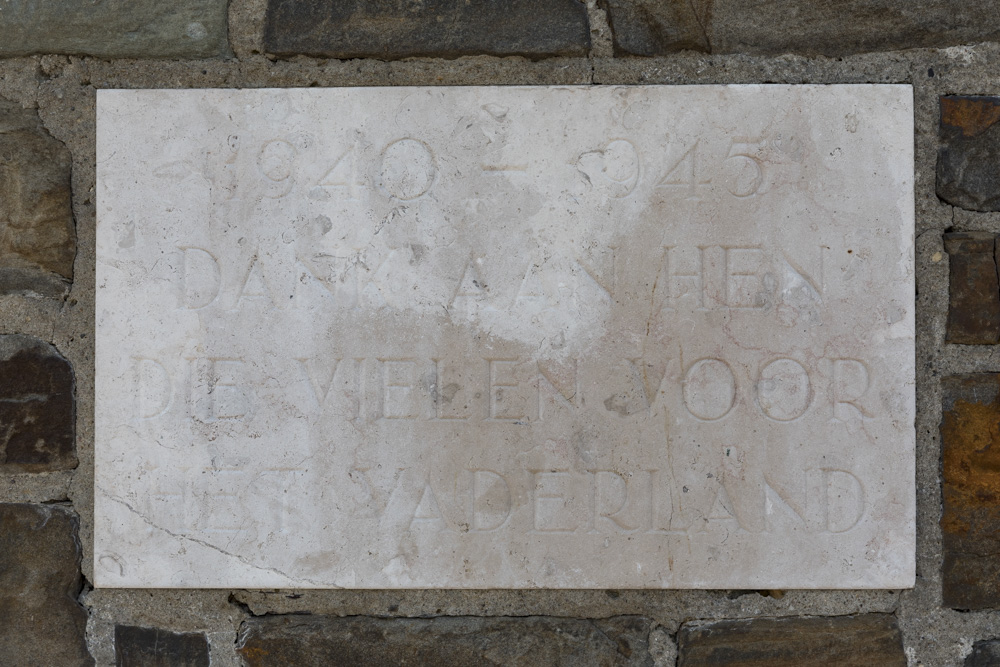 1940 – 1945
DANK AAN HEN
DIE VIELEN VOOR
HET VADERLAND